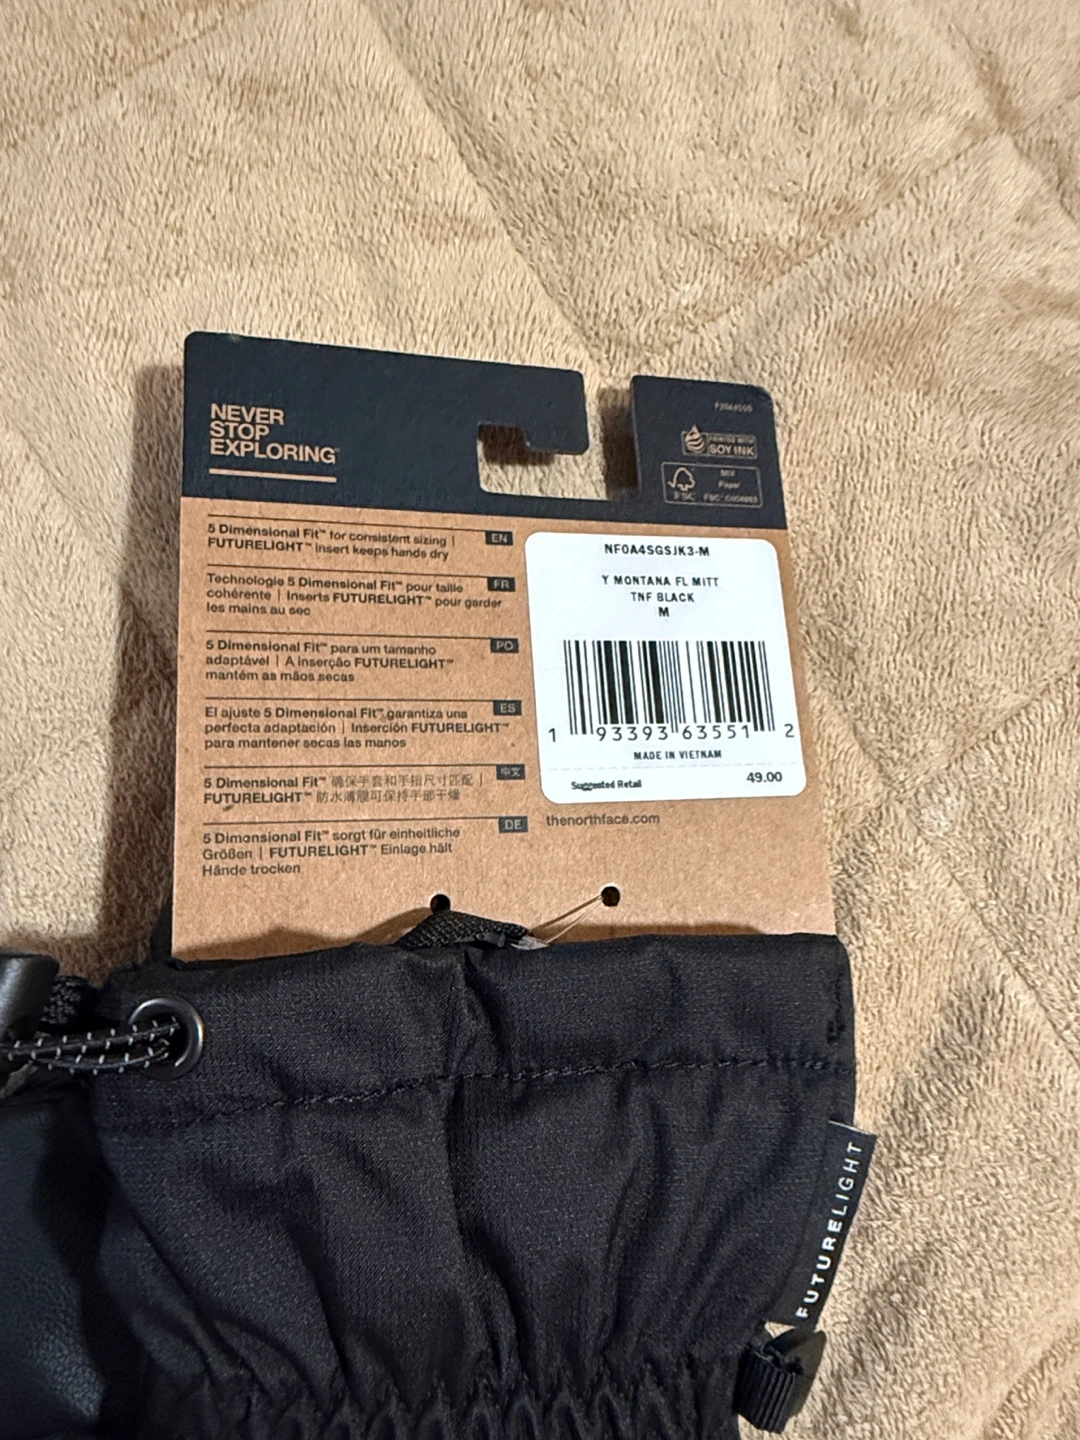 NEVER
STOP
EXPLORING
SOY INK
MIX
Paper
FSC
5 Dimensional Fit™ for consistent sizing |
FUTURELIGHT™ insert keeps hands dry
EN
Technologie 5 Dimensional Fit™ pour taille
cohérente | Inserts FUTURELIGHT™ pour garder
les mains au sec
FR
5 Dimensional Fit™ para um tamanho
adaptável | A inserção FUTURELIGHT™
mantém as mãos secas
PO
El ajuste 5 Dimensional Fit™ garantiza una
perfecta adaptación | Inserción FUTURELIGHT™
para mantener secas las manos
ES
5 Dimensional Fit™ 确保手套和手指尺寸匹配 |
FUTURELIGHT™ 防水薄膜可保持手部干燥
中文
5 Dimensional Fit™ sorgt für einheitliche
Größen | FUTURELIGHT™ Einlage hält
Hände trocken
DE
NF0A4SGSJK3-M
Y MONTANA FL MITT
TNF BLACK
M
1 93393 63551 2
MADE IN VIETNAM
Suggested Retail 49.00
thenorthface.com
FUTURELIGHT